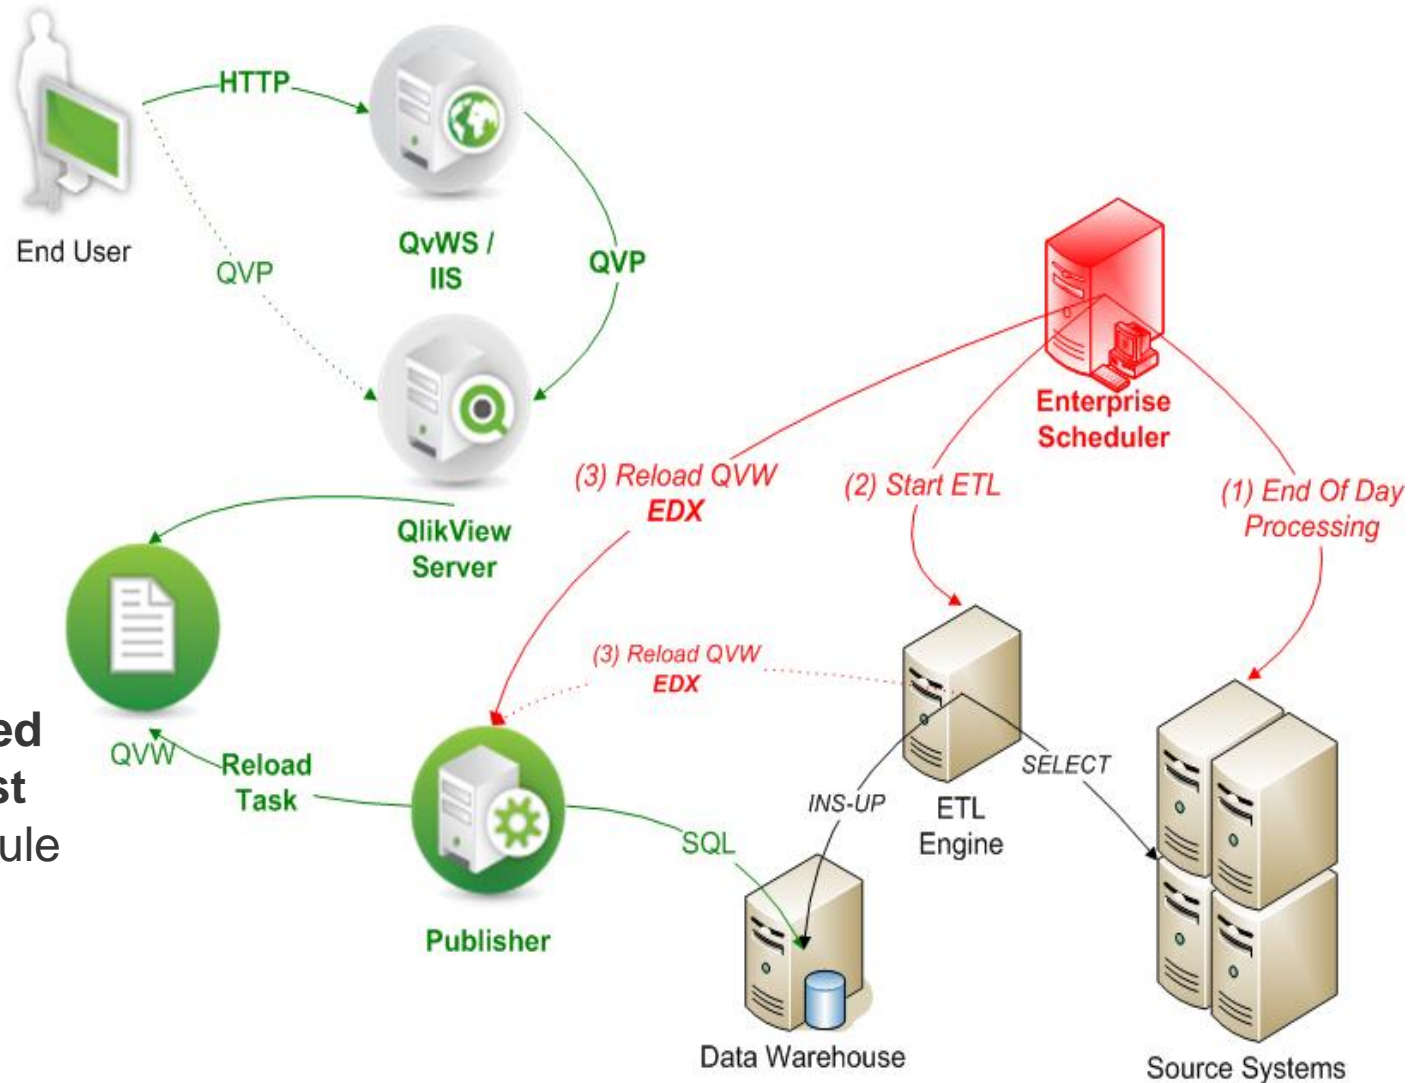 HTTP
End User
QvWS /
IIS
QVP
QVP
Enterprise
Scheduler
(3) Reload QVW
EDX
(2) Start ETL
(1) End Of Day
Processing
QlikView
Server
(3) Reload QVW
EDX
QVW
Reload
Task
SELECT
INS-UP
ETL
Engine
SQL
Publisher
Data Warehouse
Source Systems
ed
st
ule